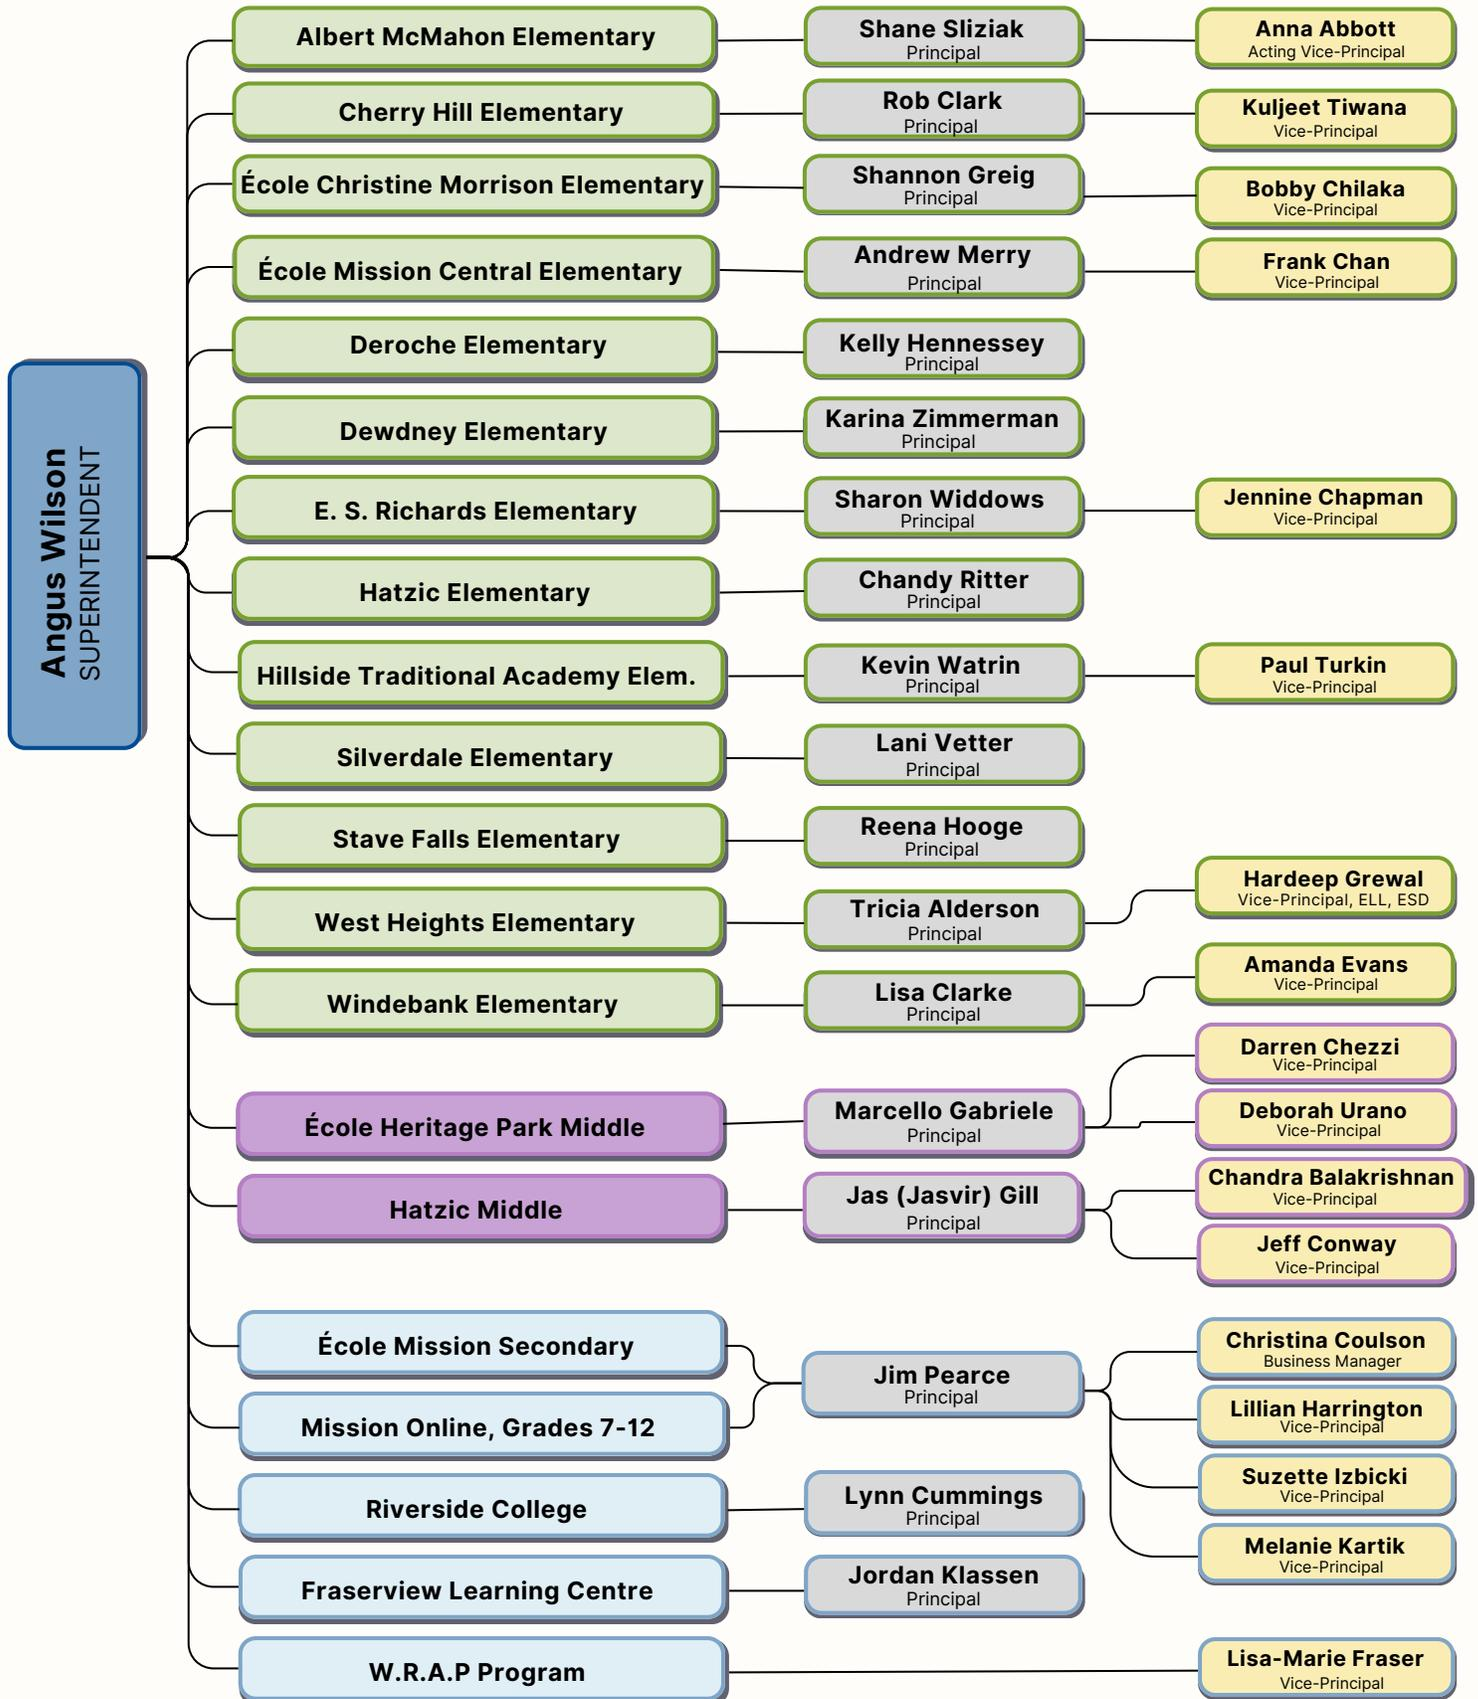 Angus Wilson
SUPERINTENDENT
Albert McMahon Elementary
Shane Sliziak
Principal
Anna Abbott
Acting Vice-Principal
Cherry Hill Elementary
Rob Clark
Principal
Kuljeet Tiwana
Vice-Principal
École Christine Morrison Elementary
Shannon Greig
Principal
Bobby Chilaka
Vice-Principal
École Mission Central Elementary
Andrew Merry
Principal
Frank Chan
Vice-Principal
Deroche Elementary
Kelly Hennessey
Principal
Dewdney Elementary
Karina Zimmerman
Principal
E. S. Richards Elementary
Sharon Widdows
Principal
Jennine Chapman
Vice-Principal
Hatzic Elementary
Chandy Ritter
Principal
Hillside Traditional Academy Elem.
Kevin Watrin
Principal
Paul Turkin
Vice-Principal
Silverdale Elementary
Lani Vetter
Principal
Stave Falls Elementary
Reena Hooge
Principal
West Heights Elementary
Tricia Alderson
Principal
Hardeep Grewal
Vice-Principal, ELL, ESD
Windebank Elementary
Lisa Clarke
Principal
Amanda Evans
Vice-Principal
École Heritage Park Middle
Marcello Gabriele
Principal
Darren Chezzi
Vice-Principal
Deborah Urano
Vice-Principal
Hatzic Middle
Jas (Jasvir) Gill
Principal
Chandra Balakrishnan
Vice-Principal
Jeff Conway
Vice-Principal
École Mission Secondary
Mission Online, Grades 7-12
Jim Pearce
Principal
Christina Coulson
Business Manager
Lillian Harrington
Vice-Principal
Suzette Izbicki
Vice-Principal
Melanie Kartik
Vice-Principal
Riverside College
Lynn Cummings
Principal
Fraserview Learning Centre
Jordan Klassen
Principal
W.R.A.P Program
Lisa-Marie Fraser
Vice-Principal